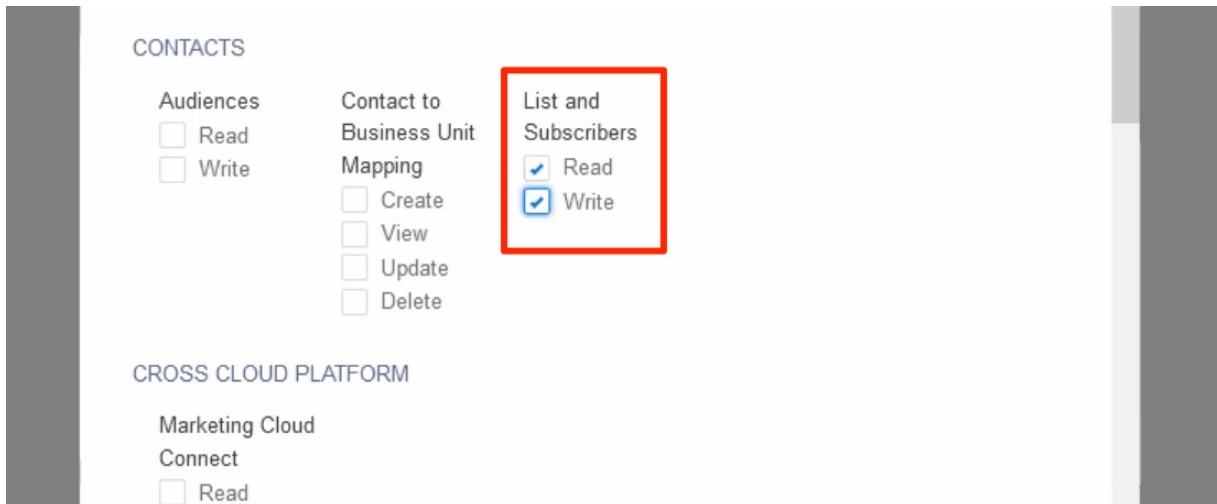 CONTACTS
Audiences
Read
Write
Contact to
Business Unit
Mapping
Create
View
Update
Delete
List and
Subscribers
Read
Write
CROSS CLOUD PLATFORM
Marketing Cloud
Connect
Read